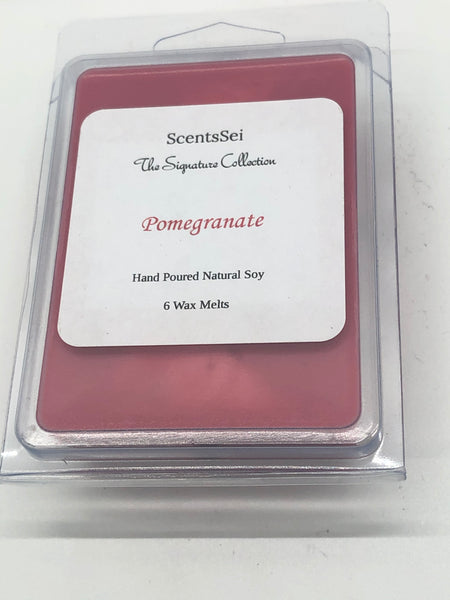 ScentsSei
The Signature Collection
Pomegranate
Hand Poured Natural Soy
6 Wax Melts